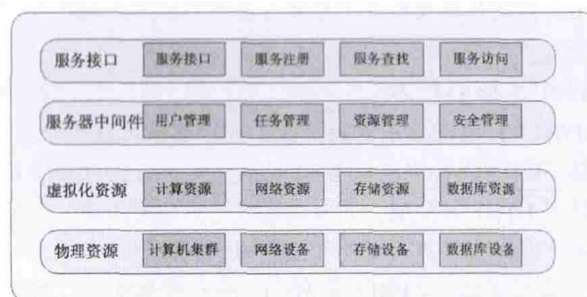 服务接口 服务接口 服务注册 服务查找 服务访问
服务器中间件 用户管理 任务管理 资源管理 安全管理
虚拟化资源 计算资源 网络资源 存储资源 数据库资源
物理资源 计算机集群 网络设备 存储设备 数据库设备